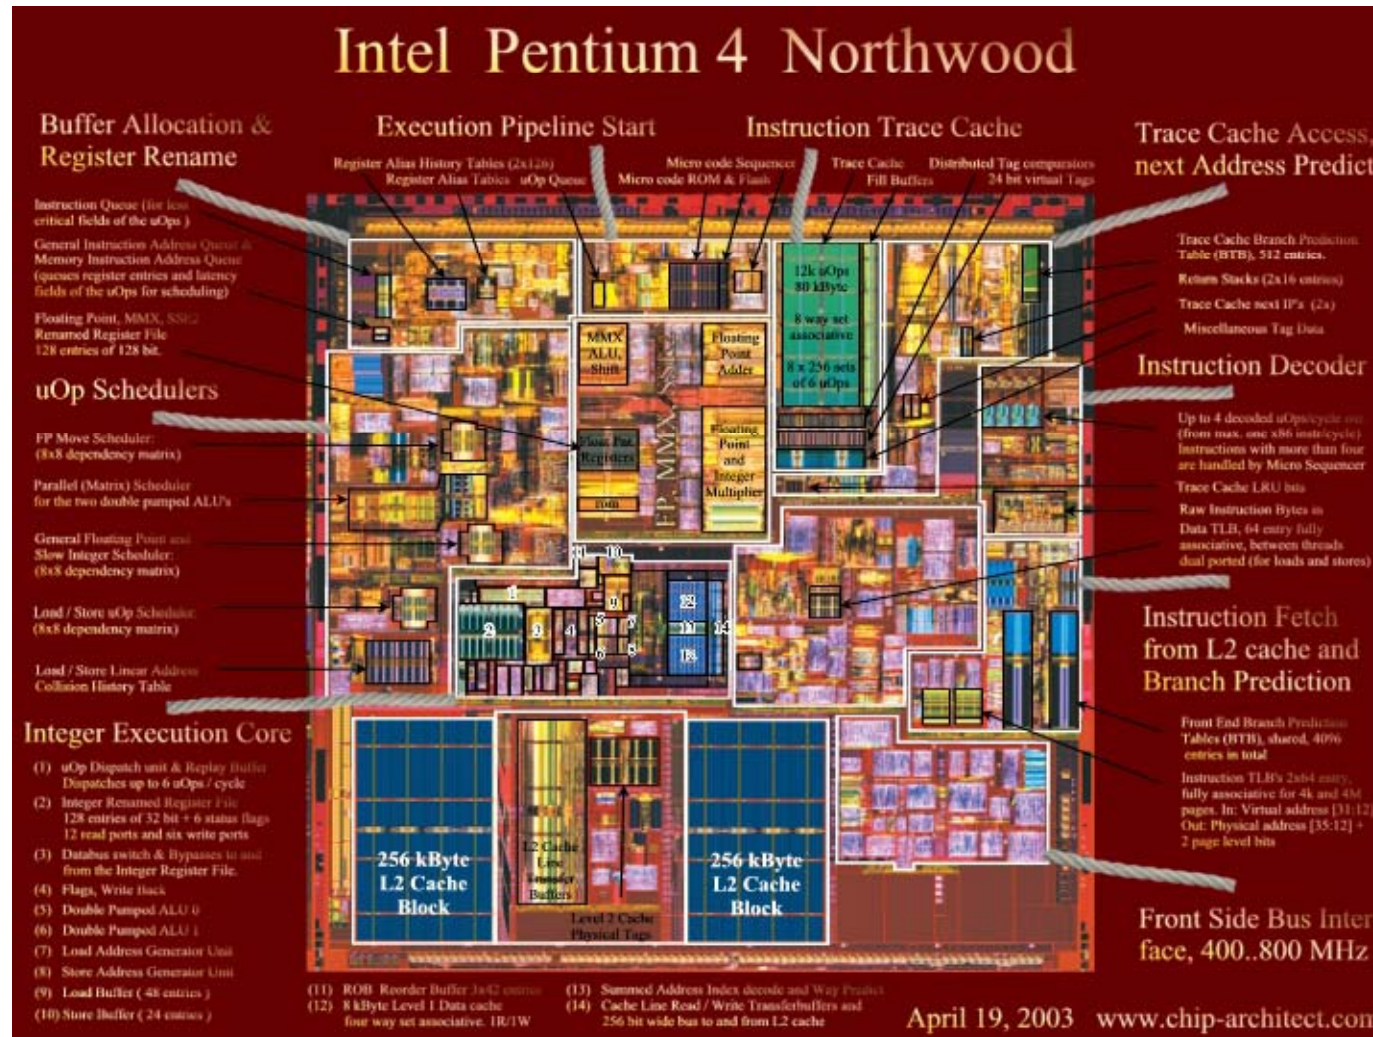 Intel Pentium 4 Northwood
Buffer Allocation &
Register Rename
Instruction Queue (for less
critical fields of the uOps )
General Instruction Address Queue &
Memory Instruction Address Queue
(queues register entries and latency
fields of the uOps for scheduling)
Floating Point, MMX, SSE2
Renamed Register File
128 entries of 128 bit.
uOp Schedulers
FP Move Scheduler:
(8x8 dependency matrix)
Parallel (Matrix) Scheduler
for the two double pumped ALU's
General Floating Point and
Slow Integer Scheduler:
(8x8 dependency matrix)
Load / Store uOp Scheduler
(8x8 dependency matrix)
Load / Store Linear Address
Collision History Table
Integer Execution Core
(1) uOp Dispatch unit & Replay Buffer
Dispatches up to 6 uOps / cycle
(2) Integer Renamed Register File
128 entries of 32 bit + 6 status flags
12 read ports and six write ports
(3) Databus switch & Bypasses to and
from the Integer Register File.
(4) Flags, Write Back
(5) Double Pumped ALU 0
(6) Double Pumped ALU 1
(7) Load Address Generator Unit
(8) Store Address Generator Unit
(9) Load Buffer ( 48 entries )
(10) Store Buffer ( 24 entries )
Execution Pipeline Start
Register Alias History Tables (2x126)
Register Alias Tables uOp Queue
Micro code Sequencer
Micro code ROM & Flash
Instruction Trace Cache
Trace Cache
Fill Buffers
Distributed Tag comparators
24 bit virtual Tags
12k uOps
80 kByte
8 way set
associative
8 x 256 sets
of 6 uOps
MMX
ALU,
Shift
Floating
Point
Adder
FP, MMX, SSE2
Float Pnt.
Registers
rom
Floating
Point
and
Integer
Multiplier
11
10
1
2
3
4
5
6
7
8
9
12
13
12
14
256 kByte
L2 Cache
Block
L2 Cache
Line
Transfer
Buffers
Level 2 Cache
Physical Tags
256 kByte
L2 Cache
Block
Trace Cache Access,
next Address Predict
Trace Cache Branch Prediction
Table (BTB), 512 entries.
Return Stacks (2x16 entries)
Trace Cache next IP's (2x)
Miscellaneous Tag Data
Instruction Decoder
Up to 4 decoded uOps/cycle out
(from max. one x86 instr/cycle)
Instructions with more than four
are handled by Micro Sequencer
Trace Cache LRU bits
Raw Instruction Bytes in
Data TLB, 64 entry fully
associative, between threads
dual ported (for loads and stores)
Instruction Fetch
from L2 cache and
Branch Prediction
Front End Branch Prediction
Tables (BTB), shared, 4096
entries in total
Instruction TLB's 2x64 entry,
fully associative for 4k and 4M
pages. In: Virtual address [31:12]
Out: Physical address [35:12] +
2 page level bits
Front Side Bus Inter
face, 400..800 MHz
(11) ROB Reorder Buffer 3x42 entries
(12) 8 kByte Level 1 Data cache
four way set associative. 1R/1W
(13) Summed Address Index decode and Way Predict
(14) Cache Line Read / Write Transferbuffers and
256 bit wide bus to and from L2 cache
April 19, 2003 www.chip-architect.com